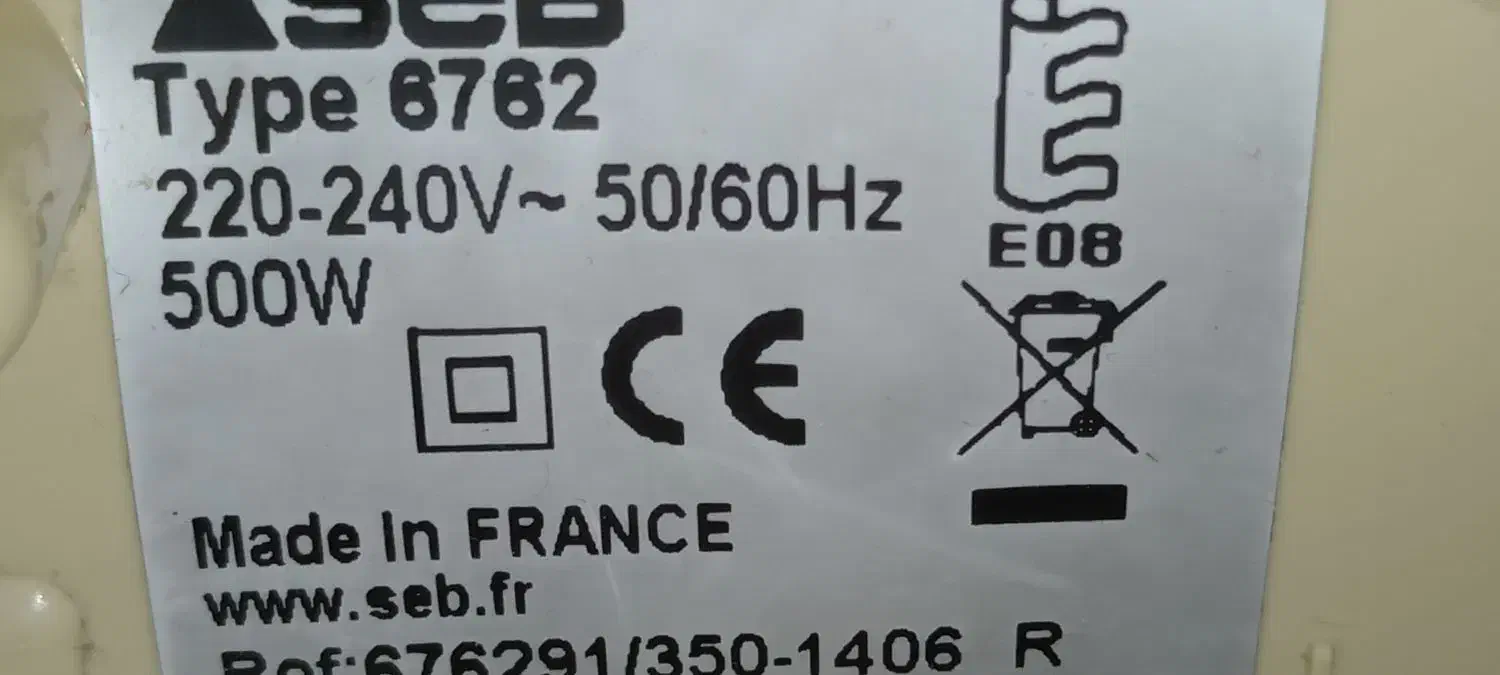 SEB
Type 6762
220-240V~ 50/60Hz
500W
E08
CE
Made In FRANCE
www.seb.fr
Ref:676291/350-1406 R